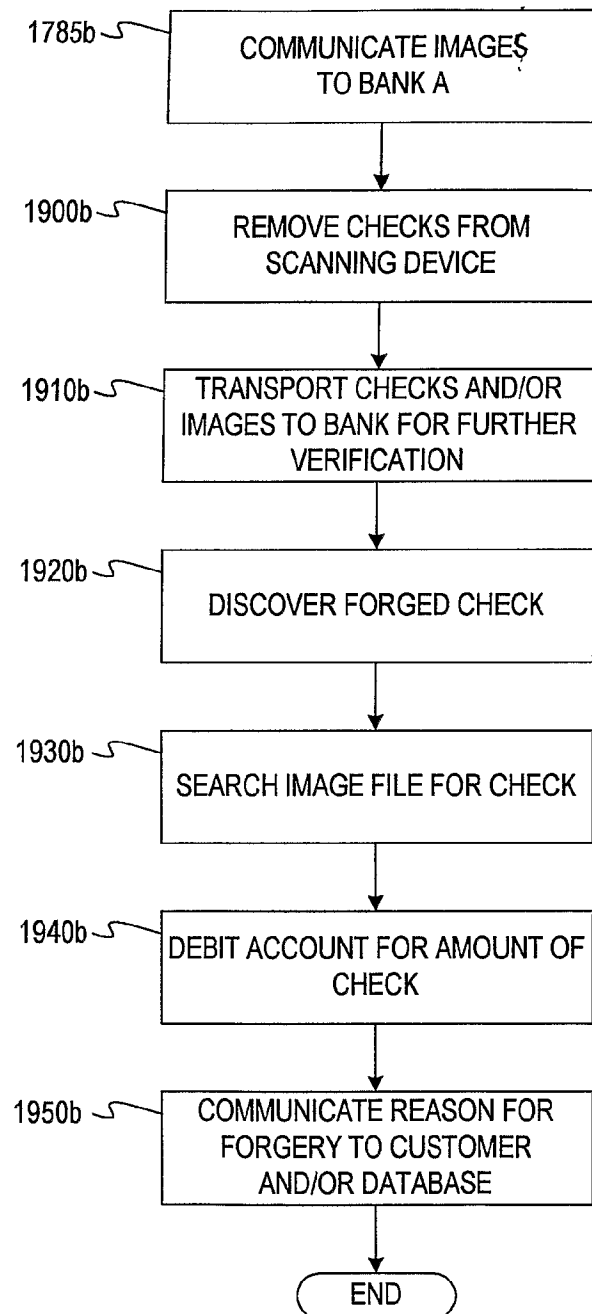 1785b
COMMUNICATE IMAGES
TO BANK A
1900b
REMOVE CHECKS FROM
SCANNING DEVICE
1910b
TRANSPORT CHECKS AND/OR
IMAGES TO BANK FOR FURTHER
VERIFICATION
1920b
DISCOVER FORGED CHECK
1930b
SEARCH IMAGE FILE FOR CHECK
1940b
DEBIT ACCOUNT FOR AMOUNT OF
CHECK
1950b
COMMUNICATE REASON FOR
FORGERY TO CUSTOMER
AND/OR DATABASE
END